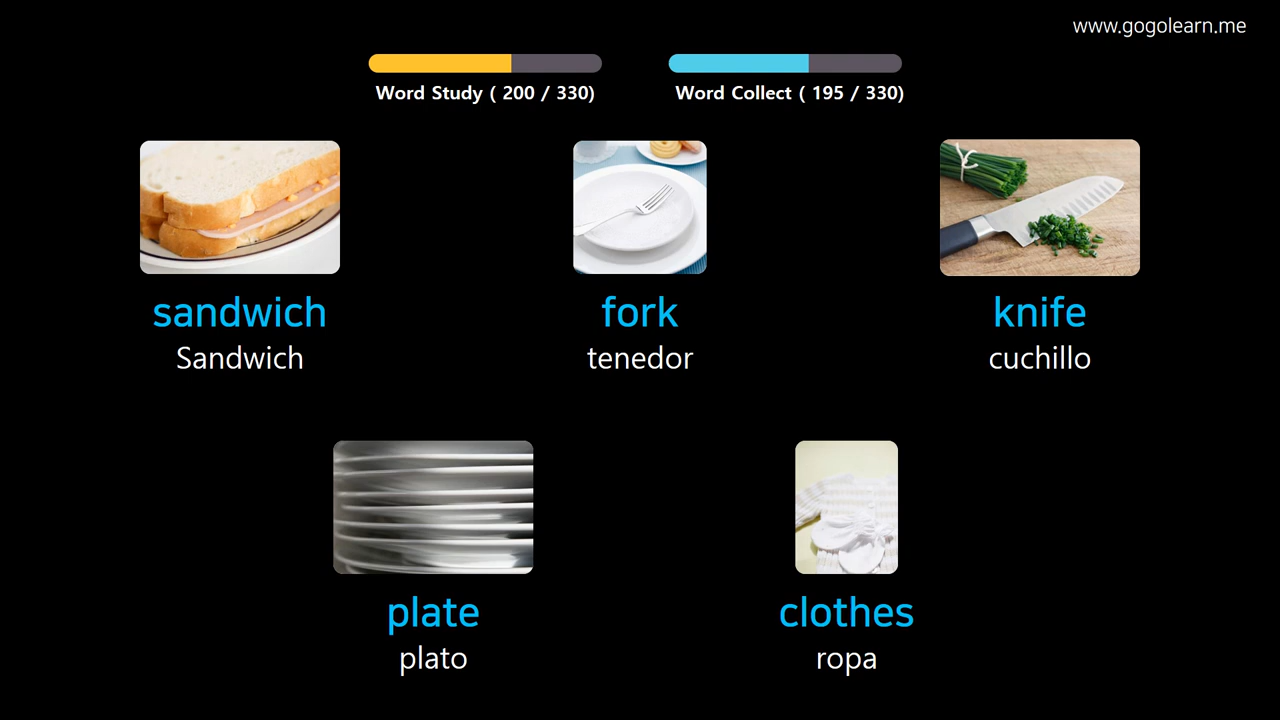 www.gogolearn.me
Word Study ( 200 / 330)
Word Collect ( 195 / 330)
sandwich
Sandwich
fork
tenedor
knife
cuchillo
plate
plato
clothes
ropa